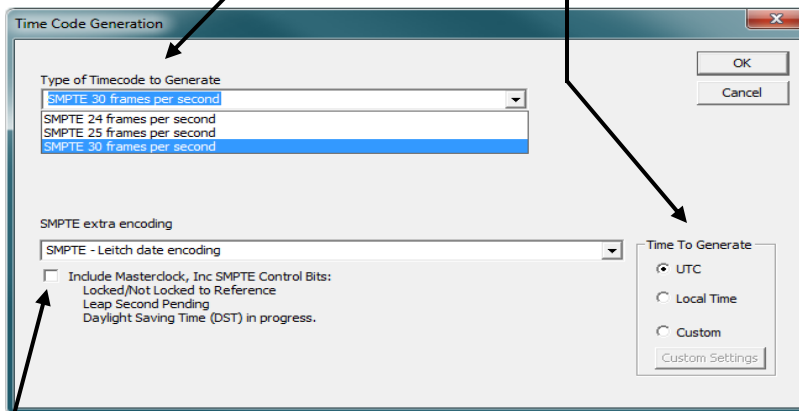 Time Code Generation
OK
Cancel
Type of Timecode to Generate
SMPTE 30 frames per second
SMPTE 24 frames per second
SMPTE 25 frames per second
SMPTE 30 frames per second
SMPTE extra encoding
SMPTE - Leitch date encoding
Include Masterclock, Inc SMPTE Control Bits:
Locked/Not Locked to Reference
Leap Second Pending
Daylight Saving Time (DST) in progress.
Time To Generate
UTC
Local Time
Custom
Custom Settings